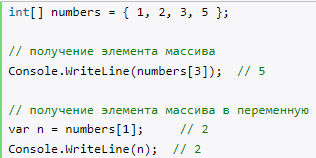 int[] numbers = { 1, 2, 3, 5 };
// получение элемента массива
Console.WriteLine(numbers[3]);  // 5
// получение элемента массива в переменную
var n = numbers[1];     // 2
Console.WriteLine(n);  // 2